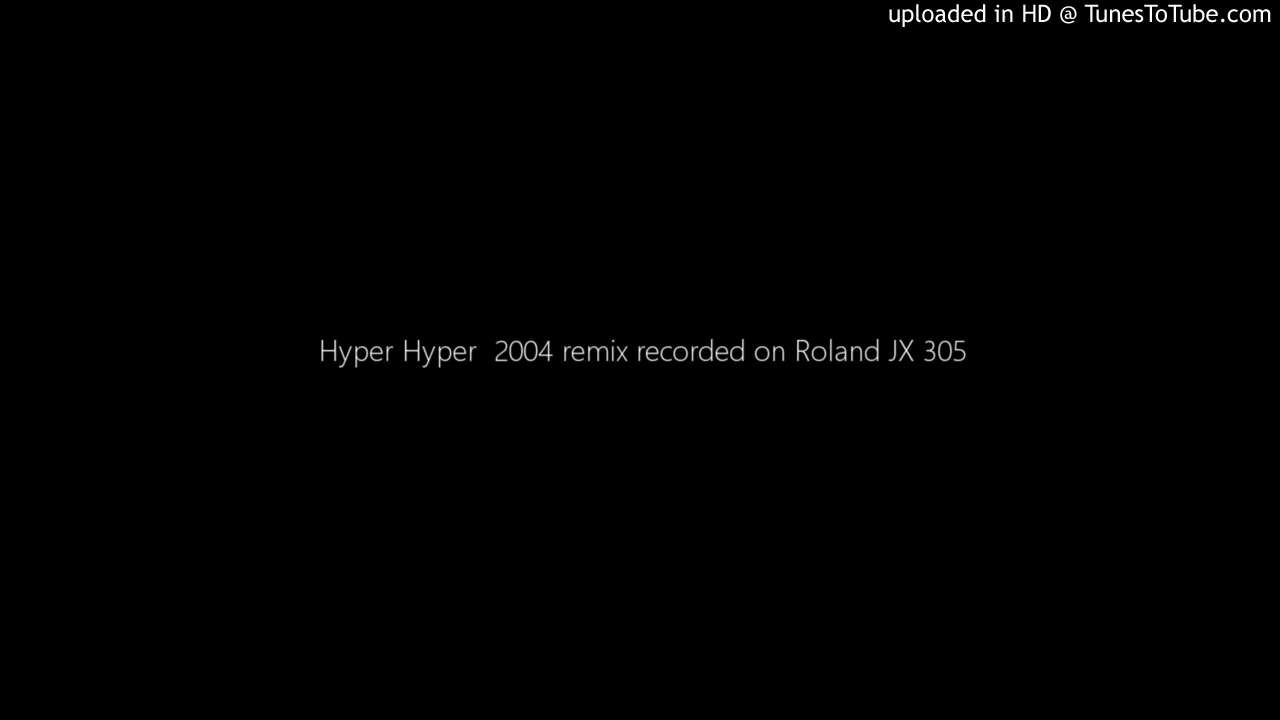 uploaded in HD @ TunesToTube.com
Hyper Hyper  2004 remix recorded on Roland JX 305